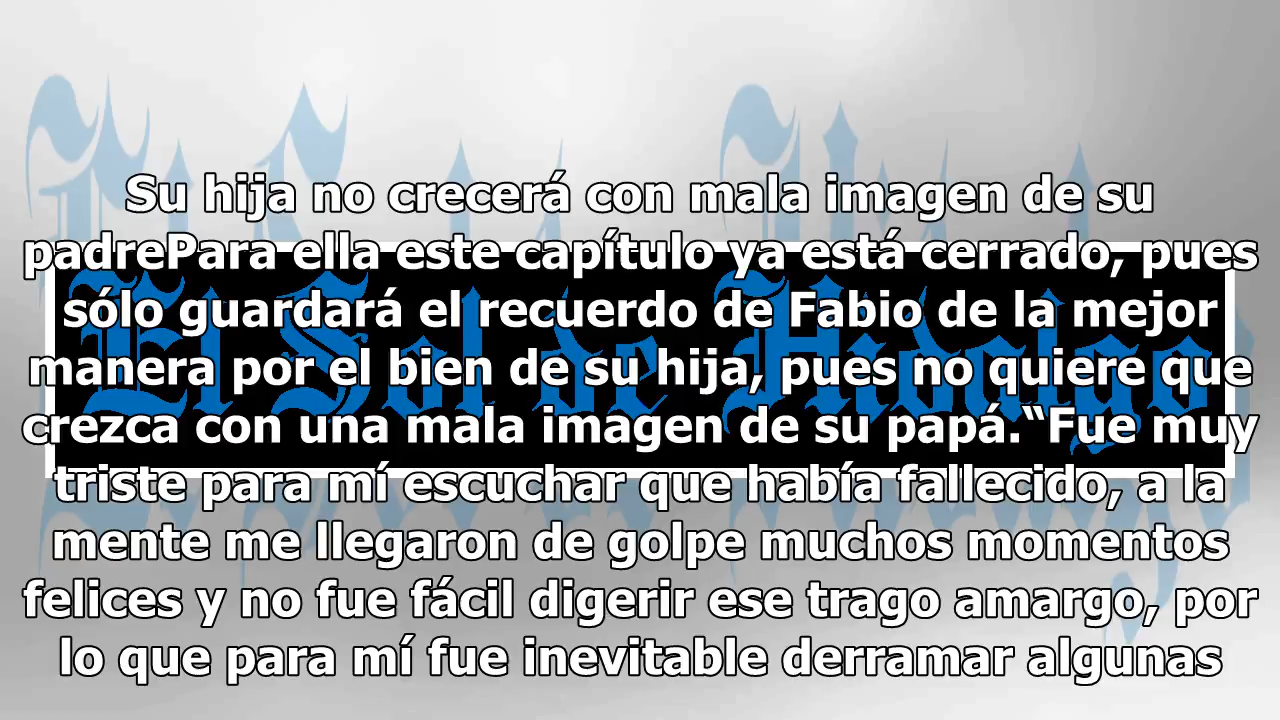 Su hija no crecerá con mala imagen de su
padrePara ella este capítulo ya está cerrado, pues
sólo guardará el recuerdo de Fabio de la mejor
manera por el bien de su hija, pues no quiere que
crezca con una mala imagen de su papá.“Fue muy
triste para mí escuchar que había fallecido, a la
mente me llegaron de golpe muchos momentos
felices y no fue fácil digerir ese trago amargo, por
lo que para mí fue inevitable derramar algunas
El Sol de Hidalgo